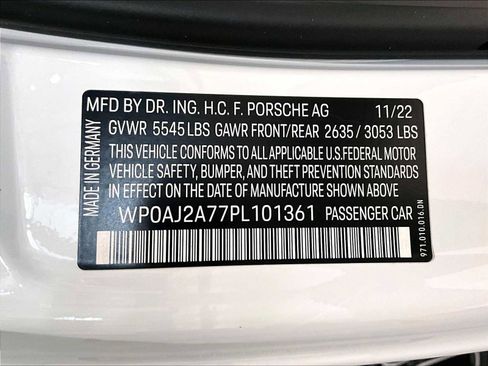 MFD BY DR. ING. H.C. F. PORSCHE AG 11/22
GVWR 5545 LBS GAWR FRONT/REAR 2635 / 3053 LBS
THIS VEHICLE CONFORMS TO ALL APPLICABLE U.S.FEDERAL MOTOR
VEHICLE SAFETY, BUMPER, AND THEFT PREVENTION STANDARDS
IN EFFECT ON THE DATE OF MANUFACTURE SHOWN ABOVE
WP0AJ2A77PL101361 PASSENGER CAR
MADE IN GERMANY
971.010.016.DN